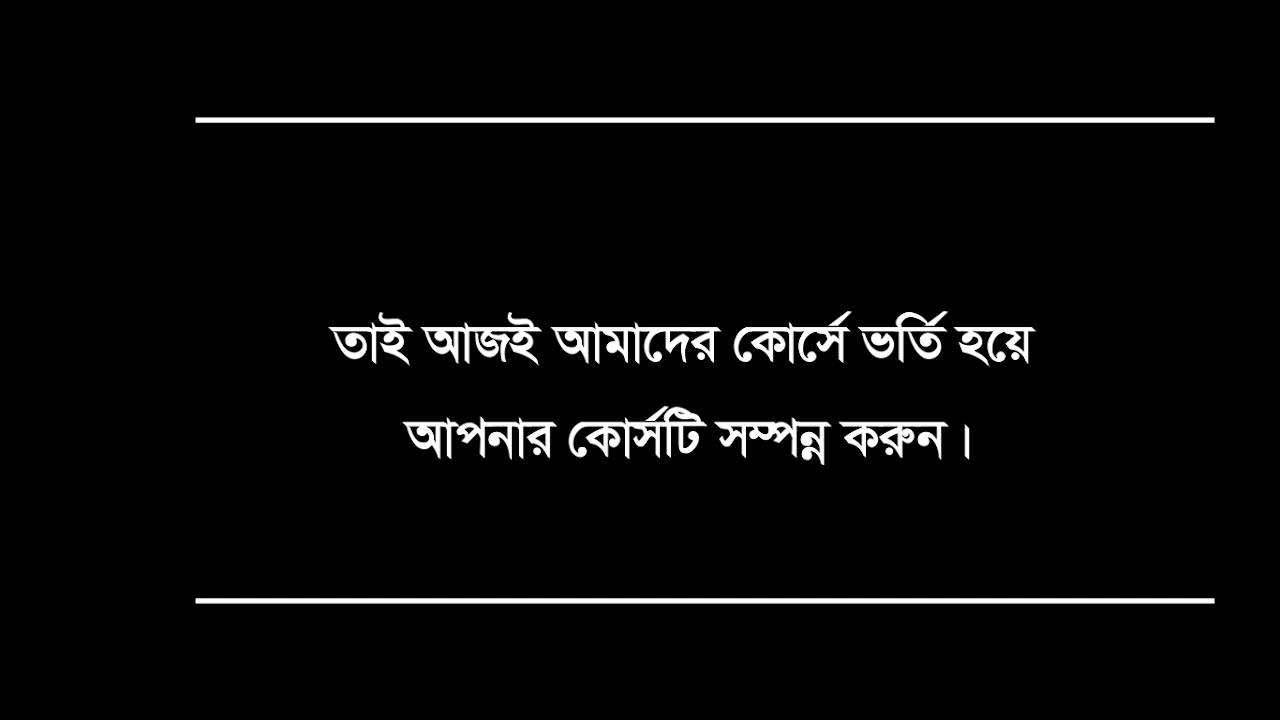 তাই আজই আমাদের কোর্সে ভর্তি হয়ে
আপনার কোর্সটি সম্পন্ন করুন।